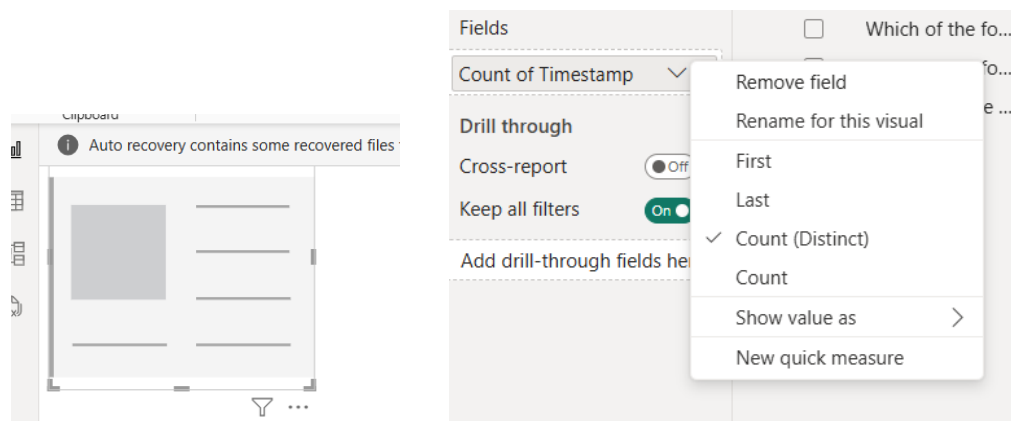 Clipboard
Auto recovery contains some recovered files
Fields
Count of Timestamp
Drill through
Cross-report
Off
Keep all filters
On
Add drill-through fields he
Which of the fo...
fo...
e ...
Remove field
Rename for this visual
First
Last
Count (Distinct)
Count
Show value as
New quick measure